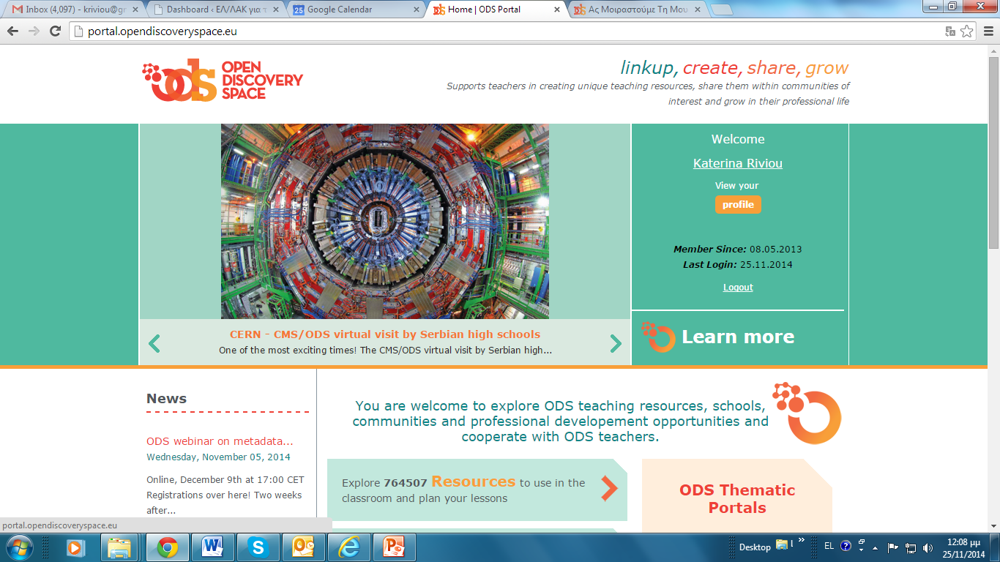 Inbox (4,097) - kriviou@gr
Dashboard ‹ ΕΛ/ΛΑΚ για τ
Google Calendar
Home | ODS Portal
Ας Μοιραστούμε Τη Μου
portal.opendiscoveryspace.eu
ods OPEN
DISCOVERY
SPACE
linkup, create, share, grow
Supports teachers in creating unique teaching resources, share them within communities of
interest and grow in their professional life
Welcome
Katerina Riviou
View your
profile
Member Since: 08.05.2013
Last Login: 25.11.2014
Logout
CERN - CMS/ODS virtual visit by Serbian high schools
One of the most exciting times! The CMS/ODS virtual visit by Serbian high...
Learn more
News
ODS webinar on metadata...
Wednesday, November 05, 2014
Online, December 9th at 17:00 CET
Registrations over here! Two weeks
after...
You are welcome to explore ODS teaching resources, schools,
communities and professional developement opportunities and
cooperate with ODS teachers.
Explore 764507 Resources to use in the
classroom and plan your lessons
ODS Thematic
Portals
portal.opendiscoveryspace.eu
Desktop
EL
12:08 μμ
25/11/2014